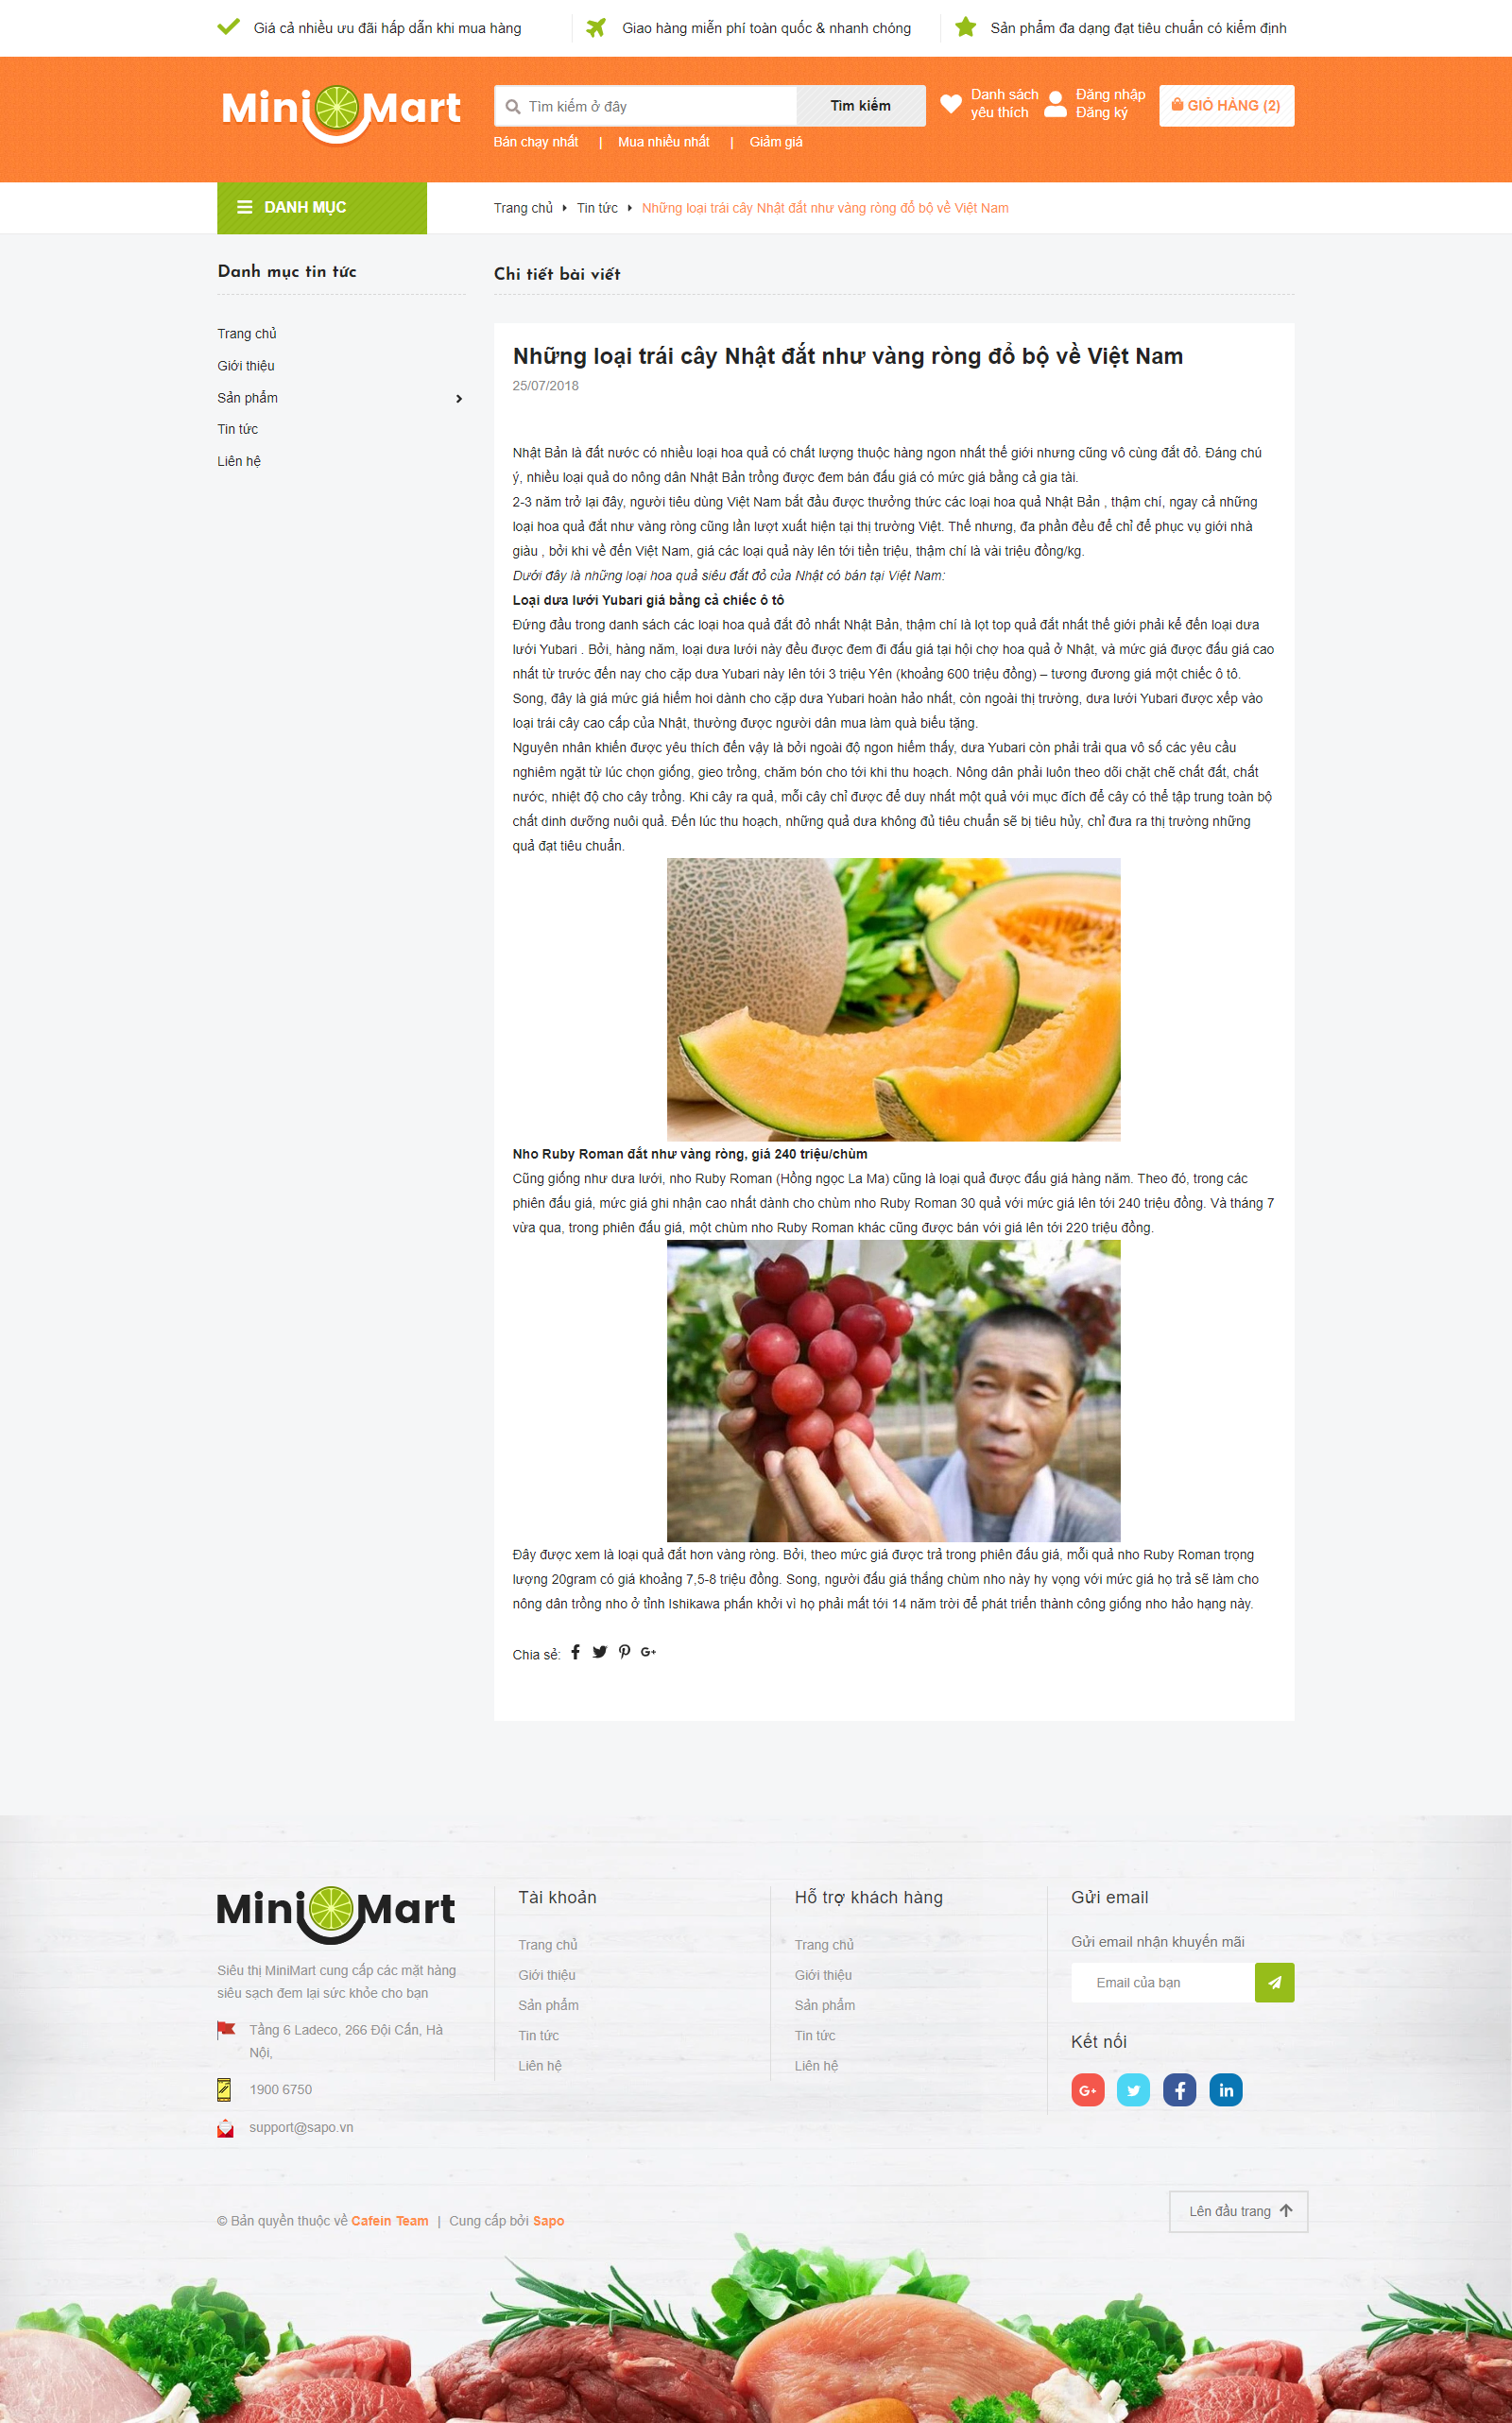 Giá cả nhiều ưu đãi hấp dẫn khi mua hàng
Giao hàng miễn phí toàn quốc & nhanh chóng
Sản phẩm đa dạng đạt tiêu chuẩn có kiểm định
Mini Mart
Tìm kiếm ở đây
Tìm kiếm
Danh sách
yêu thích
Đăng nhập
Đăng ký
GIỎ HÀNG (2)
Bán chạy nhất | Mua nhiều nhất | Giảm giá
DANH MỤC
Trang chủ Tin tức Những loại trái cây Nhật đắt như vàng ròng đổ bộ về Việt Nam
Danh mục tin tức
Trang chủ
Giới thiệu
Sản phẩm
Tin tức
Liên hệ
Chi tiết bài viết
Những loại trái cây Nhật đắt như vàng ròng đổ bộ về Việt Nam
25/07/2018
Nhật Bản là đất nước có nhiều loại hoa quả có chất lượng thuộc hàng ngon nhất thế giới nhưng cũng vô cùng đắt đỏ. Đáng chú
ý, nhiều loại quả do nông dân Nhật Bản trồng được đem bán đấu giá có mức giá bằng cả gia tài.
2-3 năm trở lại đây, người tiêu dùng Việt Nam bắt đầu được thưởng thức các loại hoa quả Nhật Bản , thậm chí, ngay cả những
loại hoa quả đắt như vàng ròng cũng lần lượt xuất hiện tại thị trường Việt. Thế nhưng, đa phần đều để chỉ để phục vụ giới nhà
giàu , bởi khi về đến Việt Nam, giá các loại quả này lên tới tiền triệu, thậm chí là vài triệu đồng/kg.
Dưới đây là những loại hoa quả siêu đắt đỏ của Nhật có bán tại Việt Nam:
Loại dưa lưới Yubari giá bằng cả chiếc ô tô
Đứng đầu trong danh sách các loại hoa quả đắt đỏ nhất Nhật Bản, thậm chí là lọt top quả đắt nhất thế giới phải kể đến loại dưa
lưới Yubari . Bởi, hàng năm, loại dưa lưới này đều được đem đi đấu giá tại hội chợ hoa quả ở Nhật, và mức giá được đấu giá cao
nhất từ trước đến nay cho cặp dưa Yubari này lên tới 3 triệu Yên (khoảng 600 triệu đồng) – tương đương giá một chiếc ô tô.
Song, đây là giá mức giá hiếm hoi dành cho cặp dưa Yubari hoàn hảo nhất, còn ngoài thị trường, dưa lưới Yubari được xếp vào
loại trái cây cao cấp của Nhật, thường được người dân mua làm quà biếu tặng.
Nguyên nhân khiến được yêu thích đến vậy là bởi ngoài độ ngon hiếm thấy, dưa Yubari còn phải trải qua vô số các yêu cầu
nghiêm ngặt từ lúc chọn giống, gieo trồng, chăm bón cho tới khi thu hoạch. Nông dân phải luôn theo dõi chặt chẽ chất đất, chất
nước, nhiệt độ cho cây trồng. Khi cây ra quả, mỗi cây chỉ được để duy nhất một quả với mục đích để cây có thể tập trung toàn bộ
chất dinh dưỡng nuôi quả. Đến lúc thu hoạch, những quả dưa không đủ tiêu chuẩn sẽ bị tiêu hủy, chỉ đưa ra thị trường những
quả đạt tiêu chuẩn.
Nho Ruby Roman đắt như vàng ròng, giá 240 triệu/chùm
Cũng giống như dưa lưới, nho Ruby Roman (Hồng ngọc La Ma) cũng là loại quả được đấu giá hàng năm. Theo đó, trong các
phiên đấu giá, mức giá ghi nhận cao nhất dành cho chùm nho Ruby Roman 30 quả với mức giá lên tới 240 triệu đồng. Và tháng 7
vừa qua, trong phiên đấu giá, một chùm nho Ruby Roman khác cũng được bán với giá lên tới 220 triệu đồng.
Đây được xem là loại quả đắt hơn vàng ròng. Bởi, theo mức giá được trả trong phiên đấu giá, mỗi quả nho Ruby Roman trọng
lượng 20gram có giá khoảng 7,5-8 triệu đồng. Song, người đấu giá thắng chùm nho này hy vọng với mức giá họ trả sẽ làm cho
nông dân trồng nho ở tỉnh Ishikawa phấn khởi vì họ phải mất tới 14 năm trời để phát triển thành công giống nho hảo hạng này.
Chia sẻ:
Mini Mart
Siêu thị MiniMart cung cấp các mặt hàng
siêu sạch đem lại sức khỏe cho bạn
Tầng 6 Ladeco, 266 Đội Cấn, Hà
Nội,
1900 6750
support@sapo.vn
Tài khoản
Trang chủ
Giới thiệu
Sản phẩm
Tin tức
Liên hệ
Hỗ trợ khách hàng
Trang chủ
Giới thiệu
Sản phẩm
Tin tức
Liên hệ
Gửi email
Gửi email nhận khuyến mãi
Email của bạn
Kết nối
© Bản quyền thuộc về Cafein Team | Cung cấp bởi Sapo
Lên đầu trang